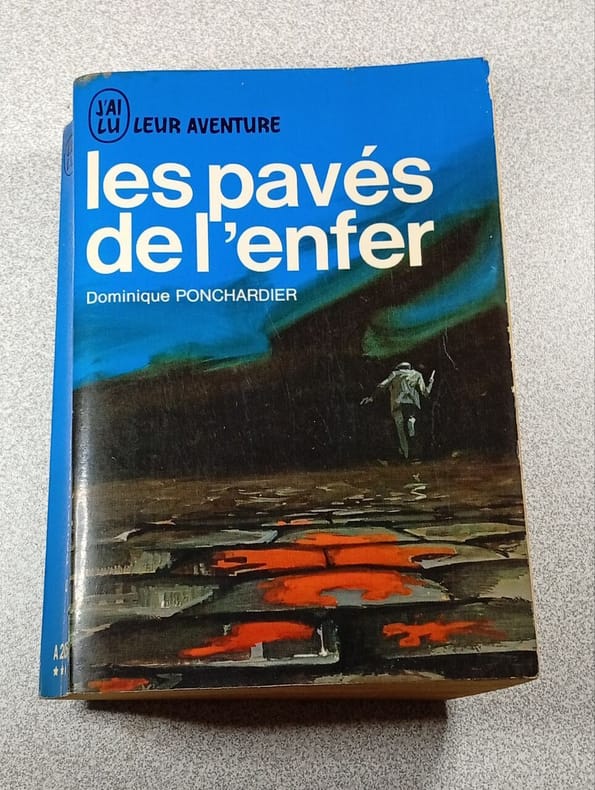 J'AI
LU
LEUR AVENTURE
les pavés
de l'enfer
Dominique PONCHARDIER